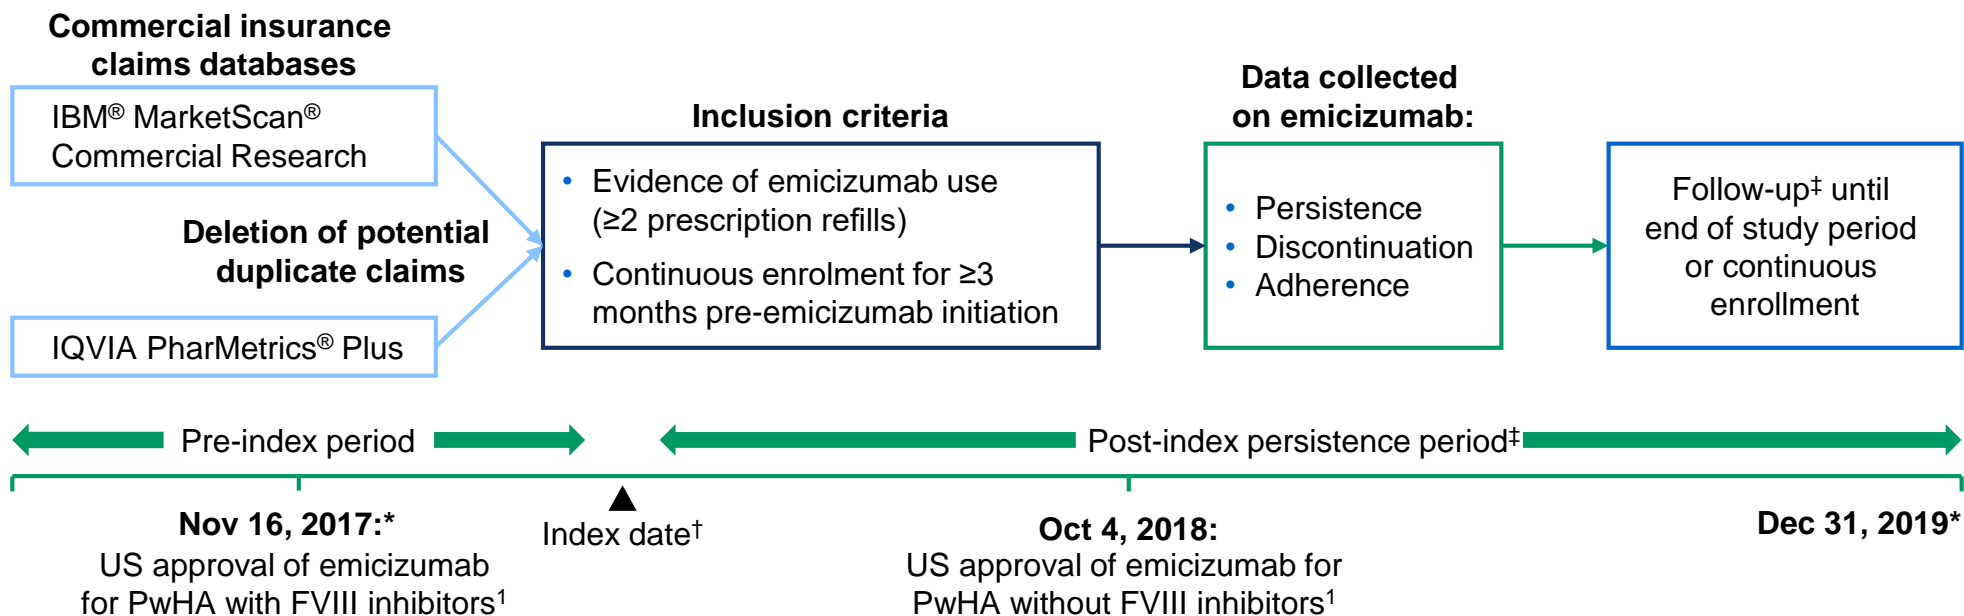 Commercial insurance
claims databases
IBM® MarketScan®
Commercial Research
Deletion of potential
duplicate claims
IQVIA PharMetrics® Plus
Inclusion criteria
• Evidence of emicizumab use
(≥2 prescription refills)
• Continuous enrolment for ≥3
months pre-emicizumab initiation
Data collected
on emicizumab:
• Persistence
• Discontinuation
• Adherence
Follow-up‡ until
end of study period
or continuous
enrollment
Pre-index period
Post-index persistence period‡
Nov 16, 2017:*
US approval of emicizumab
for PwHA with FVIII inhibitors¹
Index date†
Oct 4, 2018:
US approval of emicizumab for
PwHA without FVIII inhibitors¹
Dec 31, 2019*